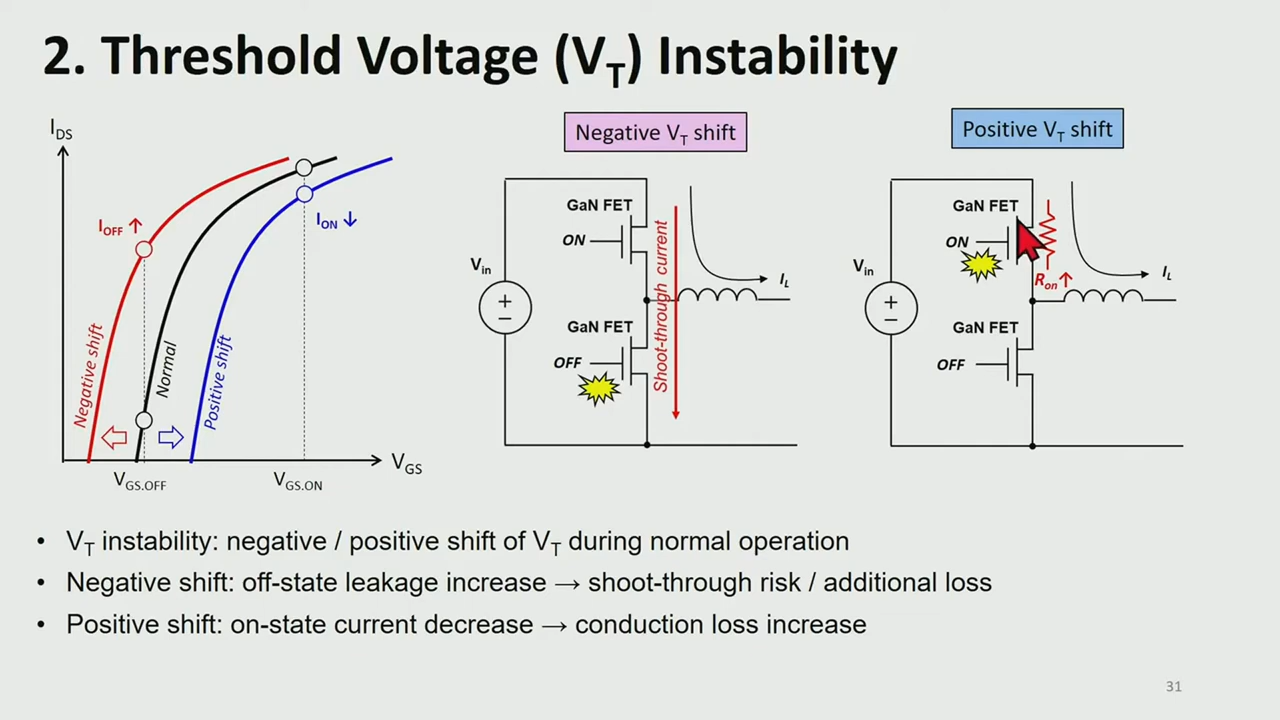 2. Threshold Voltage (VT) Instability
IDS
IOFF ↑
ION ↓
Negative shift
Normal
Positive shift
VGS.OFF
VGS.ON
VGS
Negative VT shift
GaN FET
ON
Vin
+
−
GaN FET
OFF
Shoot-through current
IL
Positive VT shift
GaN FET
ON
Ron ↑
Vin
+
−
GaN FET
OFF
IL
• VT instability: negative / positive shift of VT during normal operation
• Negative shift: off-state leakage increase → shoot-through risk / additional loss
• Positive shift: on-state current decrease → conduction loss increase
31